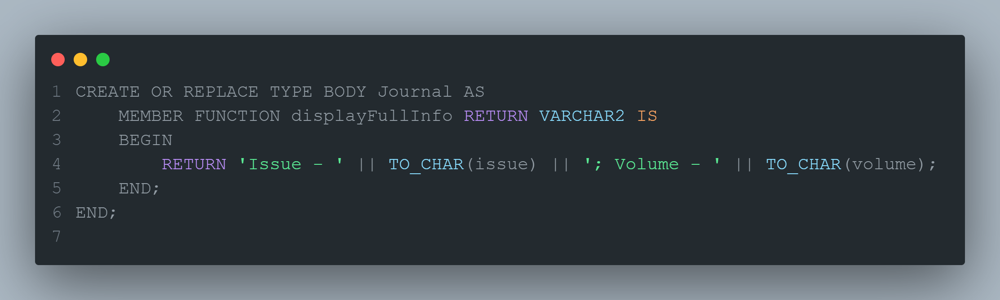 1 CREATE OR REPLACE TYPE BODY Journal AS
2     MEMBER FUNCTION displayFullInfo RETURN VARCHAR2 IS
3     BEGIN
4         RETURN 'Issue - ' || TO_CHAR(issue) || '; Volume - ' || TO_CHAR(volume);
5     END;
6 END;
7